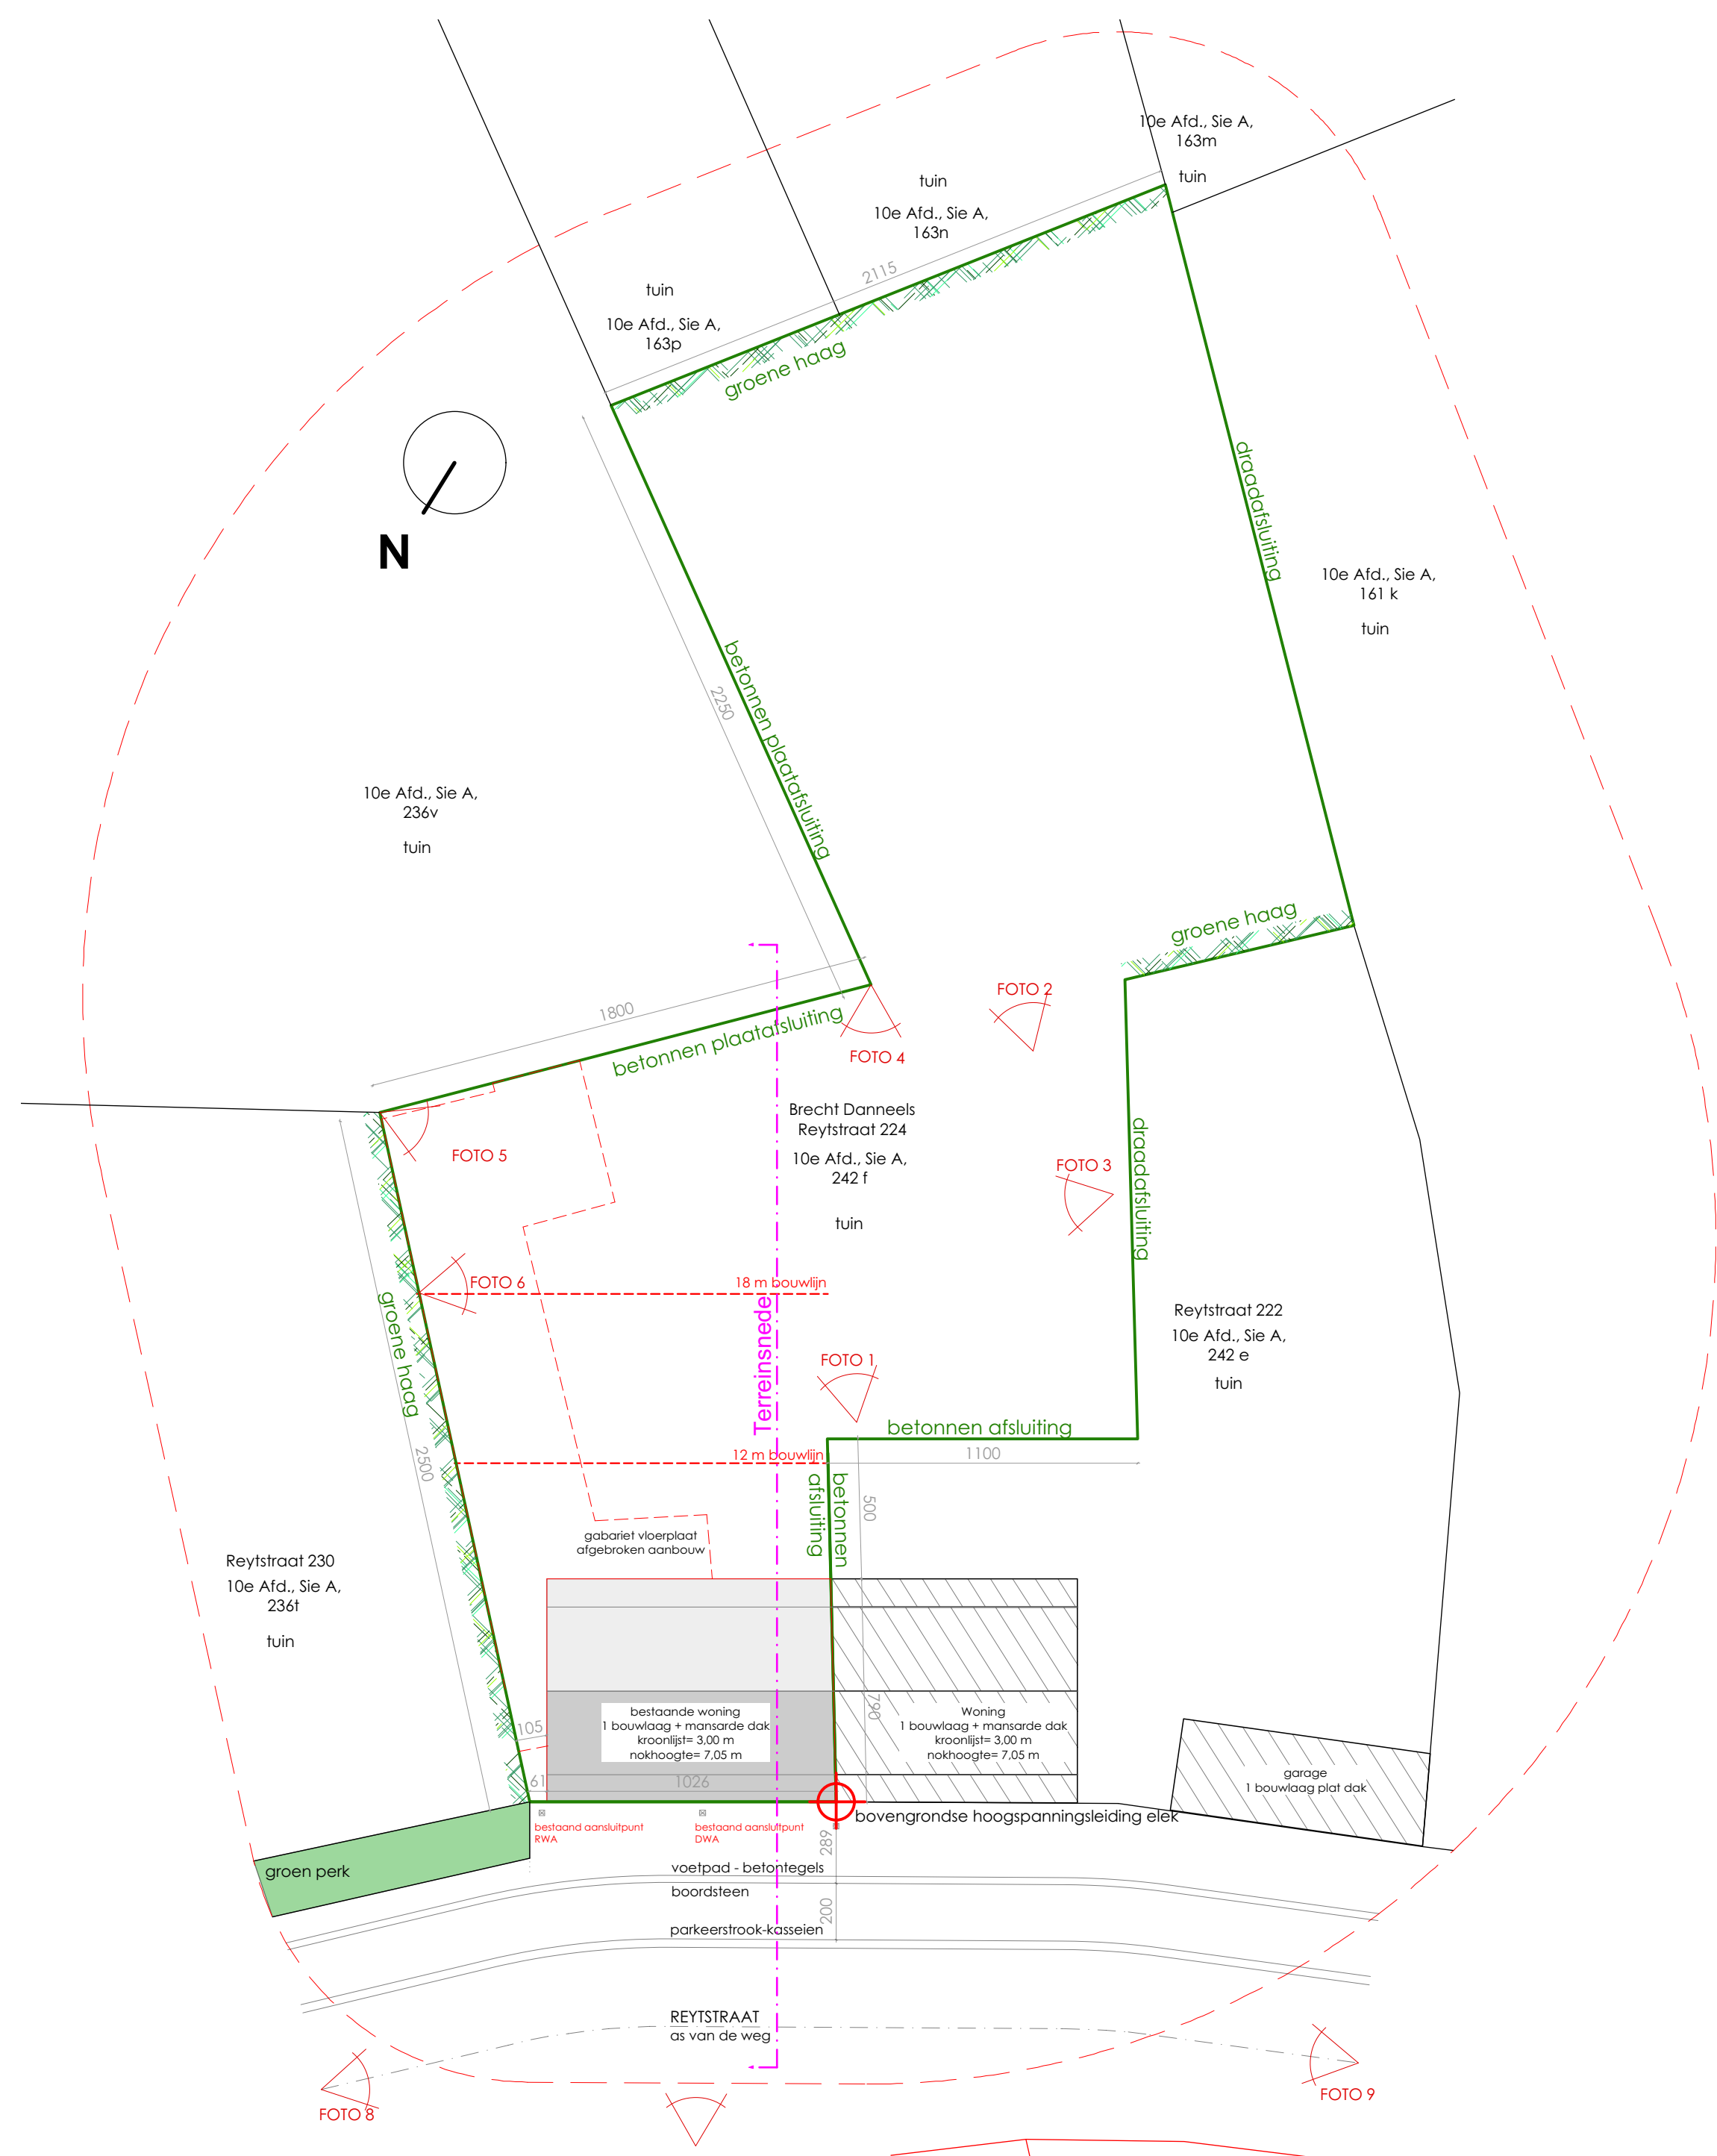 10e Afd., Sie A,
163m
tuin
tuin
10e Afd., Sie A,
163n
2115
tuin
10e Afd., Sie A,
163p
groene haag
N
draadafsluiting
10e Afd., Sie A,
161 k
tuin
betonnen plaatafsluiting
2250
10e Afd., Sie A,
236v
tuin
groene haag
FOTO 2
1800
betonnen plaatafsluiting
FOTO 4
Brecht Danneels
Reytstraat 224
10e Afd., Sie A,
242 f
tuin
FOTO 5
FOTO 3
draadafsluiting
FOTO 6
18 m bouwlijn
Terreinsnede
groene haag
Reytstraat 222
10e Afd., Sie A,
242 e
tuin
FOTO 1
betonnen afsluiting
12 m bouwlijn
1100
2500
betonnen
afsluiting
500
gabariet vloerplaat
afgebroken aanbouw
Reytstraat 230
10e Afd., Sie A,
236t
tuin
790
bestaande woning
1 bouwlaag + mansarde dak
kroonlijst= 3,00 m
nokhoogte= 7,05 m
Woning
1 bouwlaag + mansarde dak
kroonlijst= 3,00 m
nokhoogte= 7,05 m
105
61
1026
garage
1 bouwlaag plat dak
bovengrondse hoogspanningsleiding elek
bestaand aansluitpunt
RWA
bestaand aansluitpunt
DWA
289
groen perk
voetpad - betontegels
boordsteen
200
parkeerstrook-kasseien
REYTSTRAAT
as van de weg
FOTO 8
FOTO 9